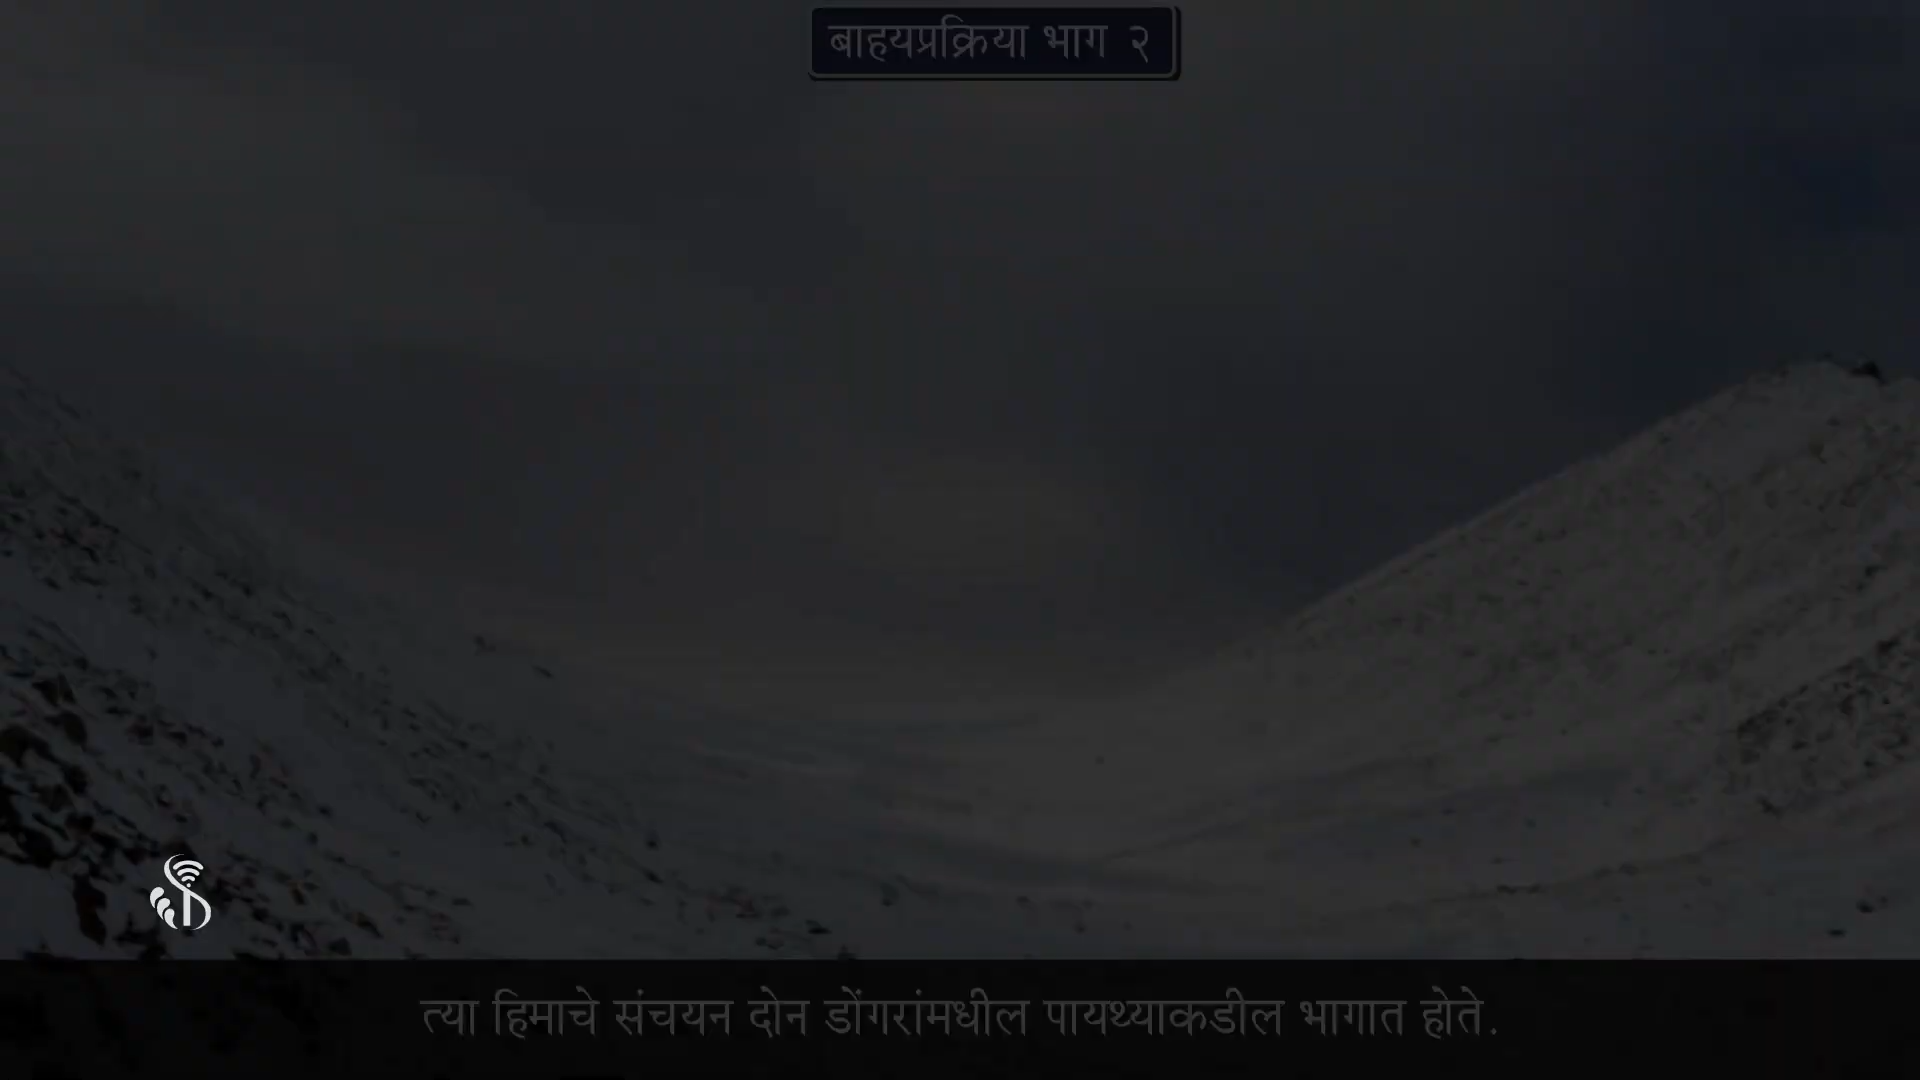 बाहयप्रक्रिया भाग २
त्या हिमाचे संचयन दोन डोंगरांमधील पायथ्याकडील भागात होते.